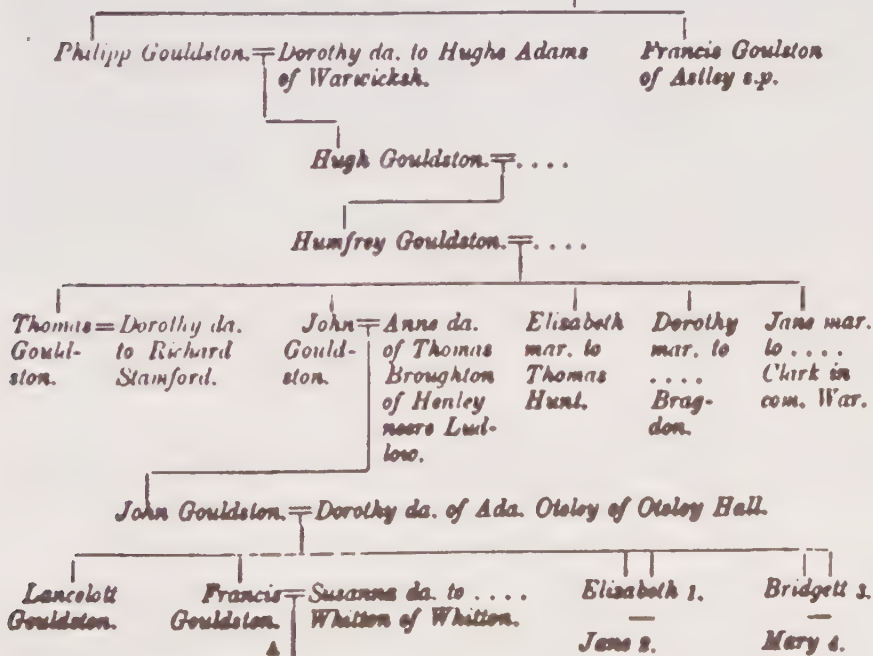 Philipp Gouldston. = Dorothy da. to Hughe Adams
of Warwicksh.
Francis Goulston
of Astley s.p.
Hugh Gouldston. = . . . .
Humfrey Gouldston. = . . . .
Thomas
Gould-
ston.
= Dorothy da.
to Richard
Stamford.
John
Gould-
ston.
= Anne da.
of Thomas
Broughton
of Henley
neere Lud-
low.
Elisabeth
mar. to
Thomas
Hunt.
Dorothy
mar. to
. . . .
Brag-
don.
Jane mar.
to . . . .
Clark in
com. War.
John Gouldston. = Dorothy da. of Ada. Oteley of Oteley Hall.
Lancelott
Gouldston.
Francis
Gouldston.
= Susanna da. to . . . .
Whitton of Whitton.
Elizabeth 1.
Jane 2.
Bridgett 3.
Mary 4.
A